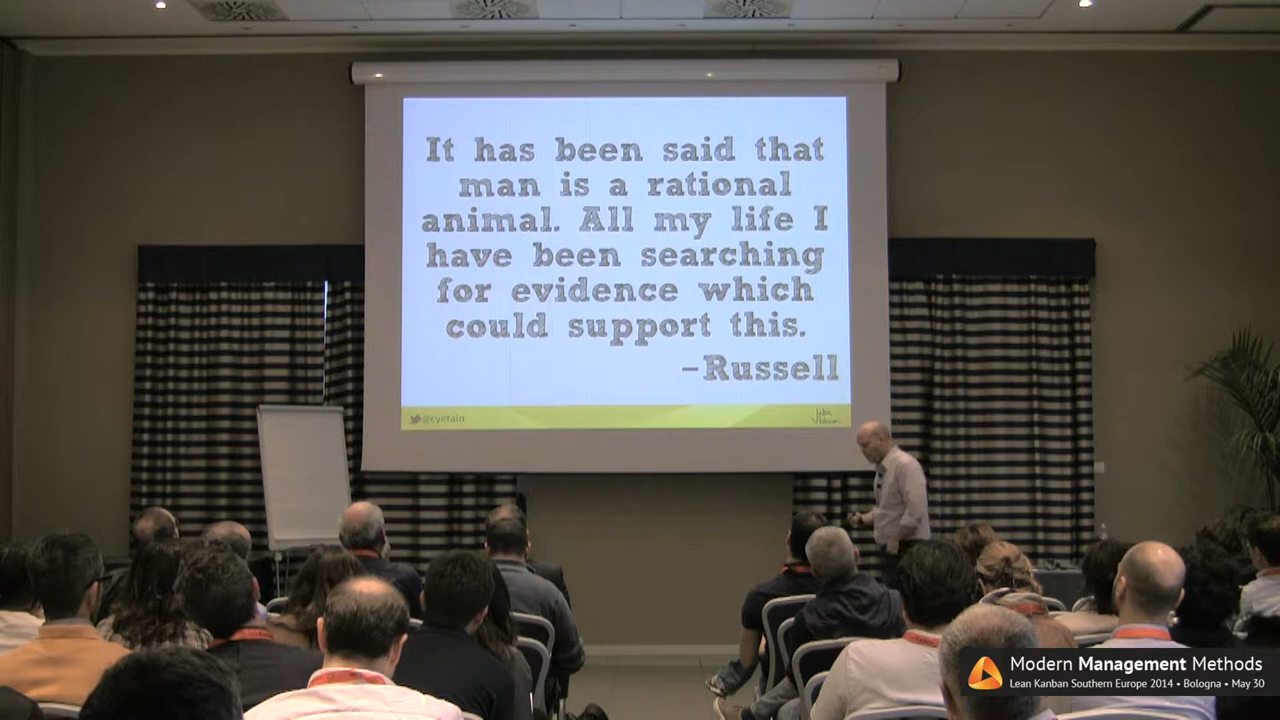 It has been said that
man is a rational
animal. All my life I
have been searching
for evidence which
could support this.
–Russell
@cyetain
Modern Management Methods
Lean Kanban Southern Europe 2014 • Bologna • May 30